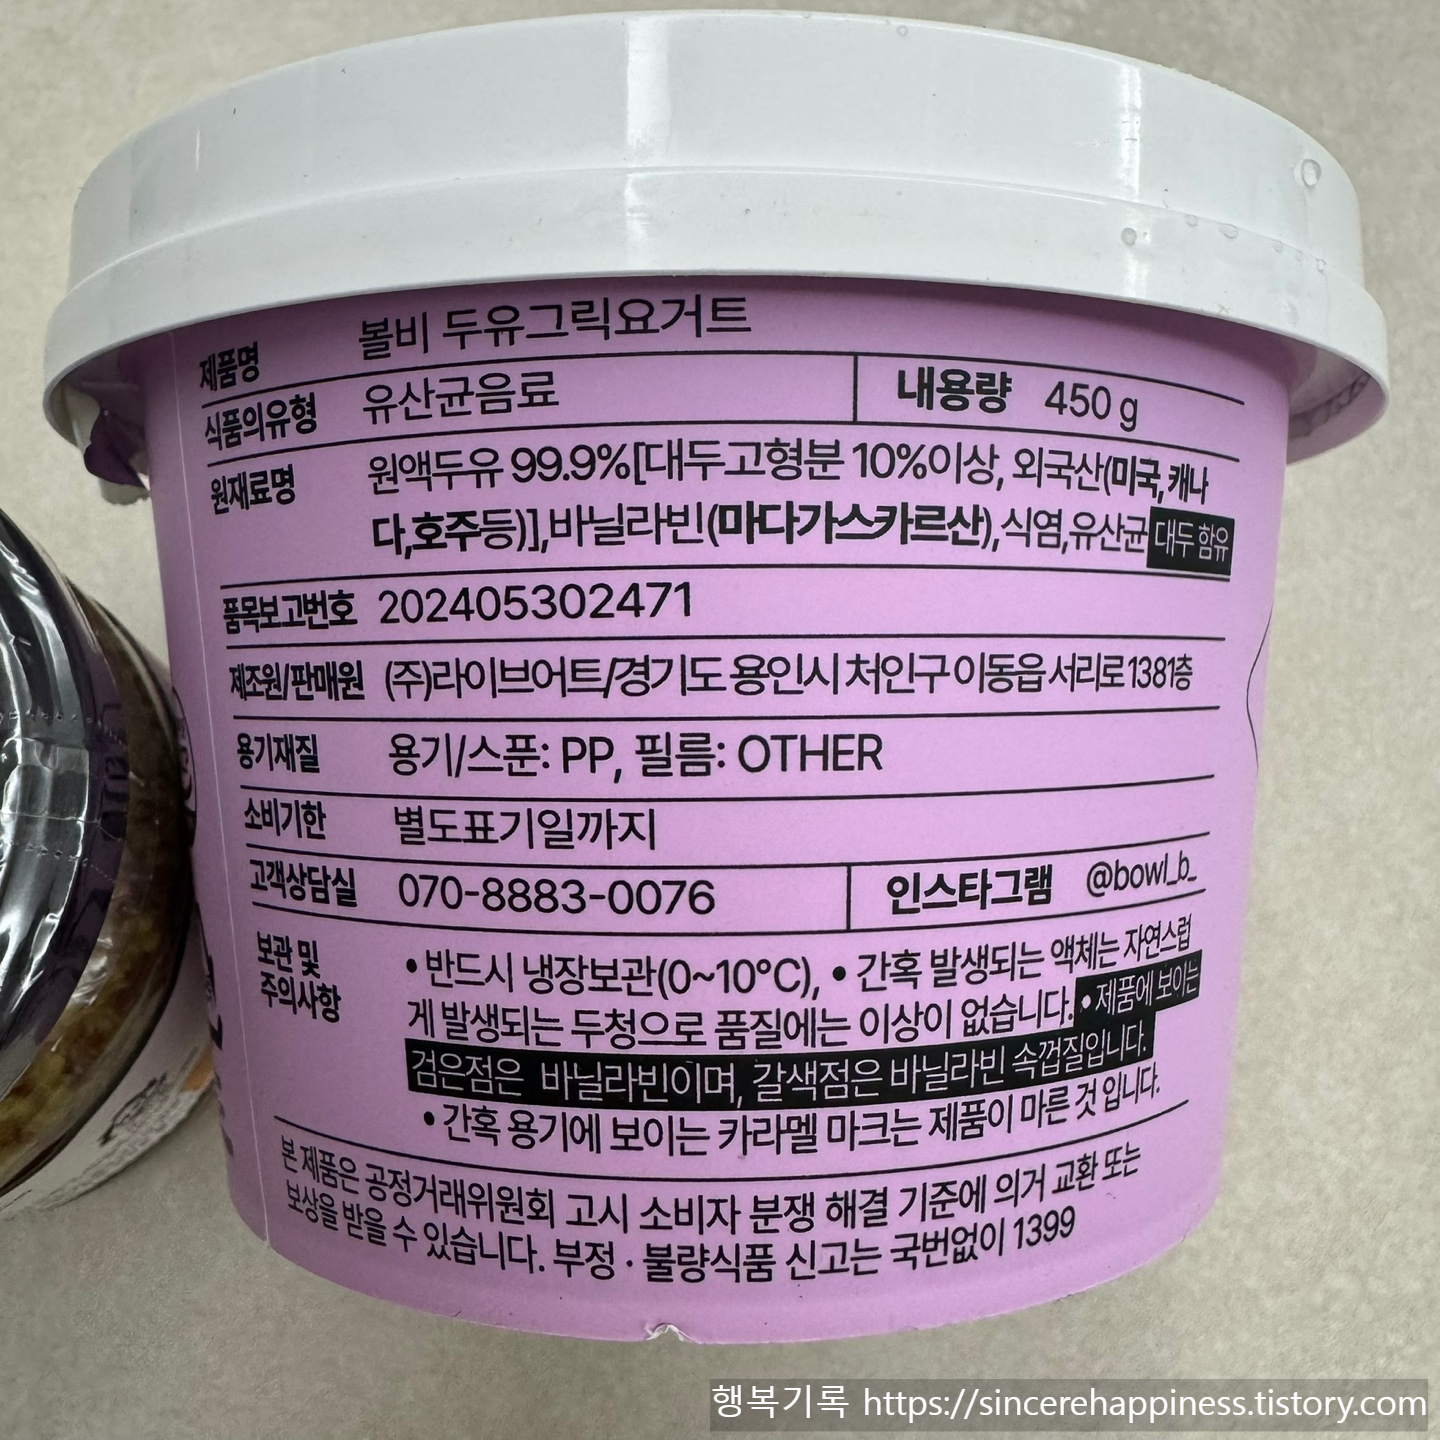 제품명 볼비 두유그릭요거트
식품의유형 유산균음료 내용량 450 g
원재료명 원액두유 99.9%[대두고형분 10%이상, 외국산(미국, 캐나
다,호주등)],바닐라빈(마다가스카르산),식염,유산균 대두 함유
품목보고번호 202405302471
제조원/판매원 (주)라이브어트/경기도 용인시 처인구 이동읍 서리로 1381층
용기재질 용기/스푼: PP, 필름: OTHER
소비기한 별도표기일까지
고객상담실 070-8883-0076 인스타그램 @bowl_b_
보관 및
주의사항
• 반드시 냉장보관(0~10°C), • 간혹 발생되는 액체는 자연스럽
게 발생되는 두청으로 품질에는 이상이 없습니다. • 제품에 보이는
검은점은 바닐라빈이며, 갈색점은 바닐라빈 속껍질입니다.
• 간혹 용기에 보이는 카라멜 마크는 제품이 마른 것 입니다.
본 제품은 공정거래위원회 고시 소비자 분쟁 해결 기준에 의거 교환 또는
보상을 받을 수 있습니다. 부정 · 불량식품 신고는 국번없이 1399
행복기록 https://sincerehappiness.tistory.com